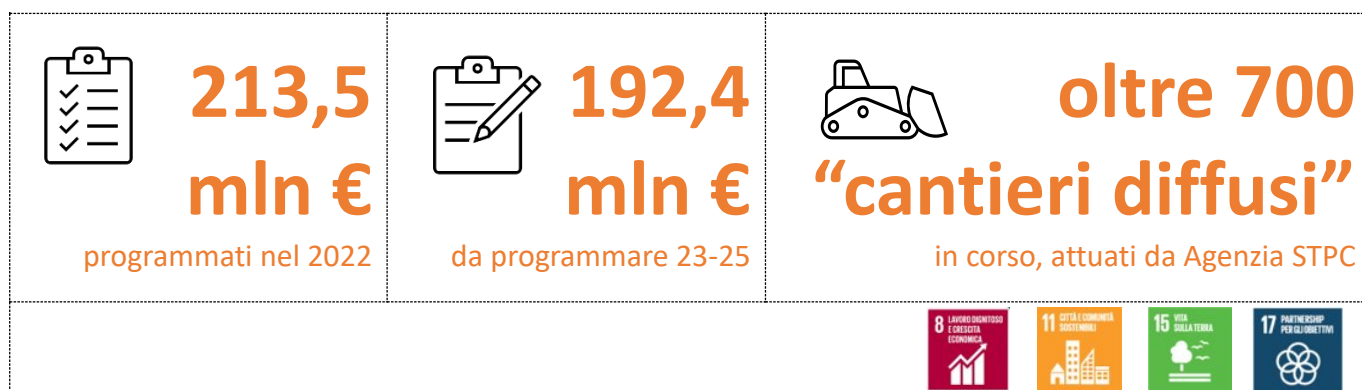 213,5
mln €
programmati nel 2022
192,4
mln €
da programmare 23-25
oltre 700
“cantieri diffusi”
in corso, attuati da Agenzia STPC
8 LAVORO DIGNITOSO
E CRESCITA
ECONOMICA
11 CITTÀ E COMUNITÀ
SOSTENIBILI
15 VITA
SULLA TERRA
17 PARTNERSHIP
PER GLI OBIETTIVI